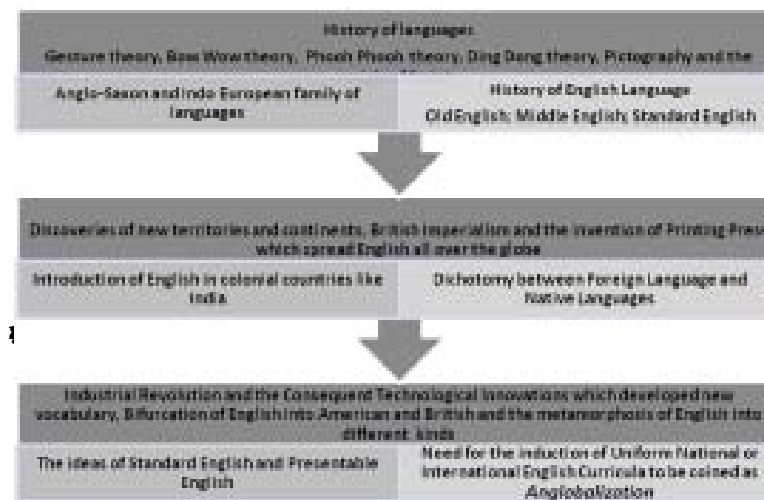 History of languages
Gesture theory, Bow Wow theory, Phooh Phooh theory, Ding Dong theory, Pictography and the
Anglo-Saxon and Indo European family of
languages
History of English Language
Old English; Middle English; Standard English
Discoveries of new territories and continents, British Imperialism and the invention of Printing Press
which spread English all over the globe
Introduction of English in colonial countries like
India
Dichotomy between Foreign Language and
Native Languages
Industrial Revolution and the Consequent Technological Innovations which developed new
vocabulary, Bifurcation of English into American and British and the metamorphosis of English into
different kinds
The ideas of Standard English and Presentable
English
Need for the induction of Uniform National or
International English Curricula to be coined as
Anglobalization